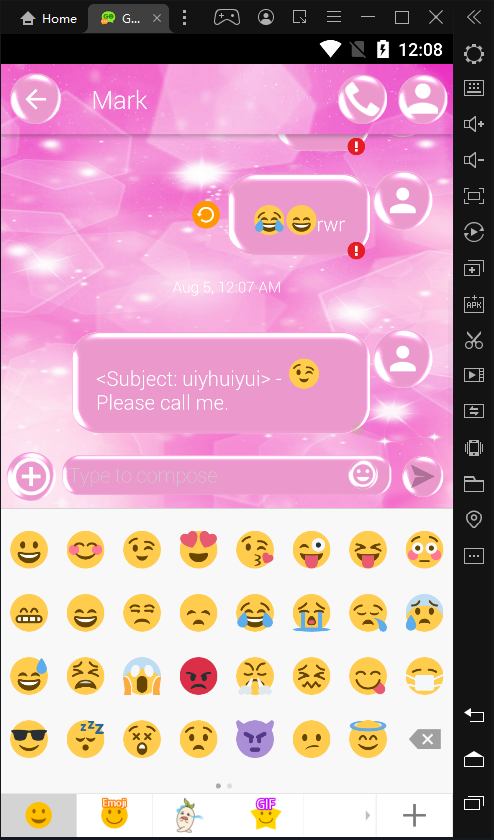 Home
G...
12:08
Mark
rwr
Aug 5, 12:07 AM
<Subject: uiyhuiyui> - 😉
Please call me.
Type to compose
zzz
Emoji
GIF
APK